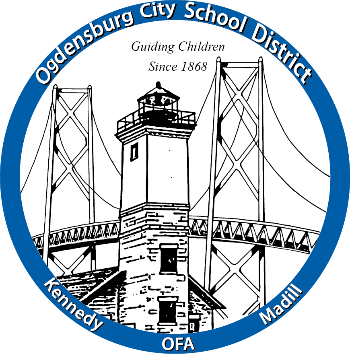 Ogdensburg City School District
Guiding Children
Since 1868
Kennedy
OFA
Madill